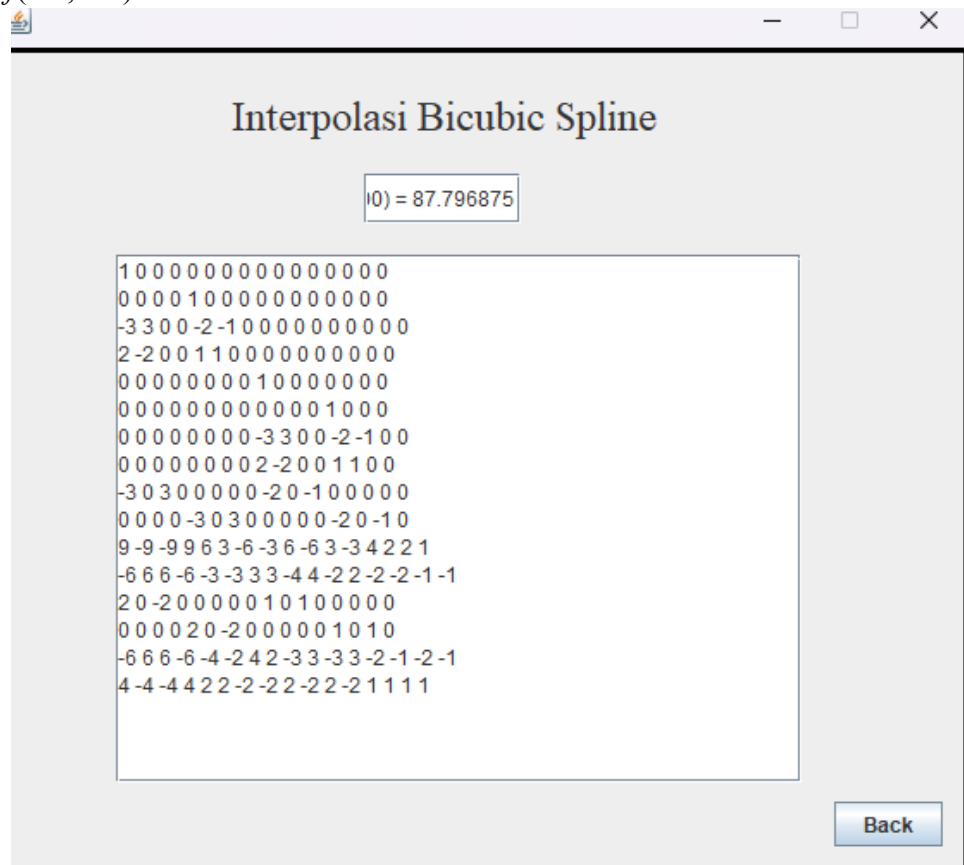 Interpolasi Bicubic Spline
0) = 87.796875
1 0 0 0 0 0 0 0 0 0 0 0 0 0 0 0
0 0 0 0 1 0 0 0 0 0 0 0 0 0 0 0
-3 3 0 0 -2 -1 0 0 0 0 0 0 0 0 0 0
2 -2 0 0 1 1 0 0 0 0 0 0 0 0 0 0
0 0 0 0 0 0 0 0 1 0 0 0 0 0 0 0
0 0 0 0 0 0 0 0 0 0 0 0 1 0 0 0
0 0 0 0 0 0 0 0 -3 3 0 0 -2 -1 0 0
0 0 0 0 0 0 0 0 2 -2 0 0 1 1 0 0
-3 0 3 0 0 0 0 0 -2 0 -1 0 0 0 0 0
0 0 0 0 -3 0 3 0 0 0 0 0 -2 0 -1 0
9 -9 -9 9 6 3 -6 -3 6 -6 3 -3 4 2 2 1
-6 6 6 -6 -3 -3 3 3 -4 4 -2 2 -2 -2 -1 -1
2 0 -2 0 0 0 0 0 1 0 1 0 0 0 0 0
0 0 0 0 2 0 -2 0 0 0 0 0 1 0 1 0
-6 6 6 -6 -4 -2 4 2 -3 3 -3 3 -2 -1 -2 -1
4 -4 -4 4 2 2 -2 -2 2 -2 2 -2 1 1 1 1
Back